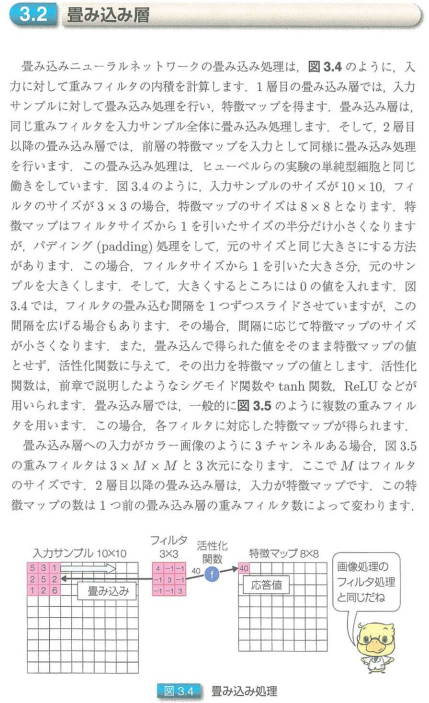 3.2 畳み込み層
畳み込みニューラルネットワークの畳み込み処理は，図 3.4 のように，入
力に対して重みフィルタの内積を計算します．1 層目の畳み込み層では，入力
サンプルに対して畳み込み処理を行い，特徴マップを得ます．畳み込み層は，
同じ重みフィルタを入力サンプル全体に畳み込み処理します．そして，2 層目
以降の畳み込み層では，前層の特徴マップを入力として同様に畳み込み処理
を行います．この畳み込み処理は，ヒューベルらの実験の単純型細胞と同じ
働きをしています．図 3.4 のように，入力サンプルのサイズが 10 × 10，フィ
ルタのサイズが 3 × 3 の場合，特徴マップのサイズは 8 × 8 となります．特
徴マップはフィルタサイズから 1 を引いたサイズの半分だけ小さくなります
が，パディング (padding) 処理をして，元のサイズと同じ大きさにする方法
があります．この場合，フィルタサイズから 1 を引いた大きさ分，元のサン
プルを大きくします．そして，大きくするところには 0 の値を入れます．図
3.4 では，フィルタの畳み込む間隔を 1 つずつスライドさせていますが，この
間隔を広げる場合もあります．その場合，間隔に応じて特徴マップのサイズ
が小さくなります．また，畳み込んで得られた値をそのまま特徴マップの値
とせず，活性化関数に与えて，その出力を特徴マップの値とします．活性化
関数は，前章で説明したようなシグモイド関数や tanh 関数，ReLU などが
用いられます．畳み込み層では，一般的に図 3.5 のように複数の重みフィル
タを用います．この場合，各フィルタに対応した特徴マップが得られます．
畳み込み層への入力がカラー画像のように 3 チャンネルある場合，図 3.5
の重みフィルタは 3 × M × M と 3 次元になります．ここで M はフィルタ
のサイズです．2 層目以降の畳み込み層は，入力が特徴マップです．この特
徴マップの数は 1 つ前の畳み込み層の重みフィルタ数によって変わります．
入力サンプル 10×10
5 3 1
2 5 2
1 2 6
畳み込み
フィルタ
3×3
4 -1 -1
-1 3 -1
-1 -1 3
活性化
関数
40
f
特徴マップ 8×8
40
応答値
画像処理の
フィルタ処理
と同じだね
図 3.4 畳み込み処理